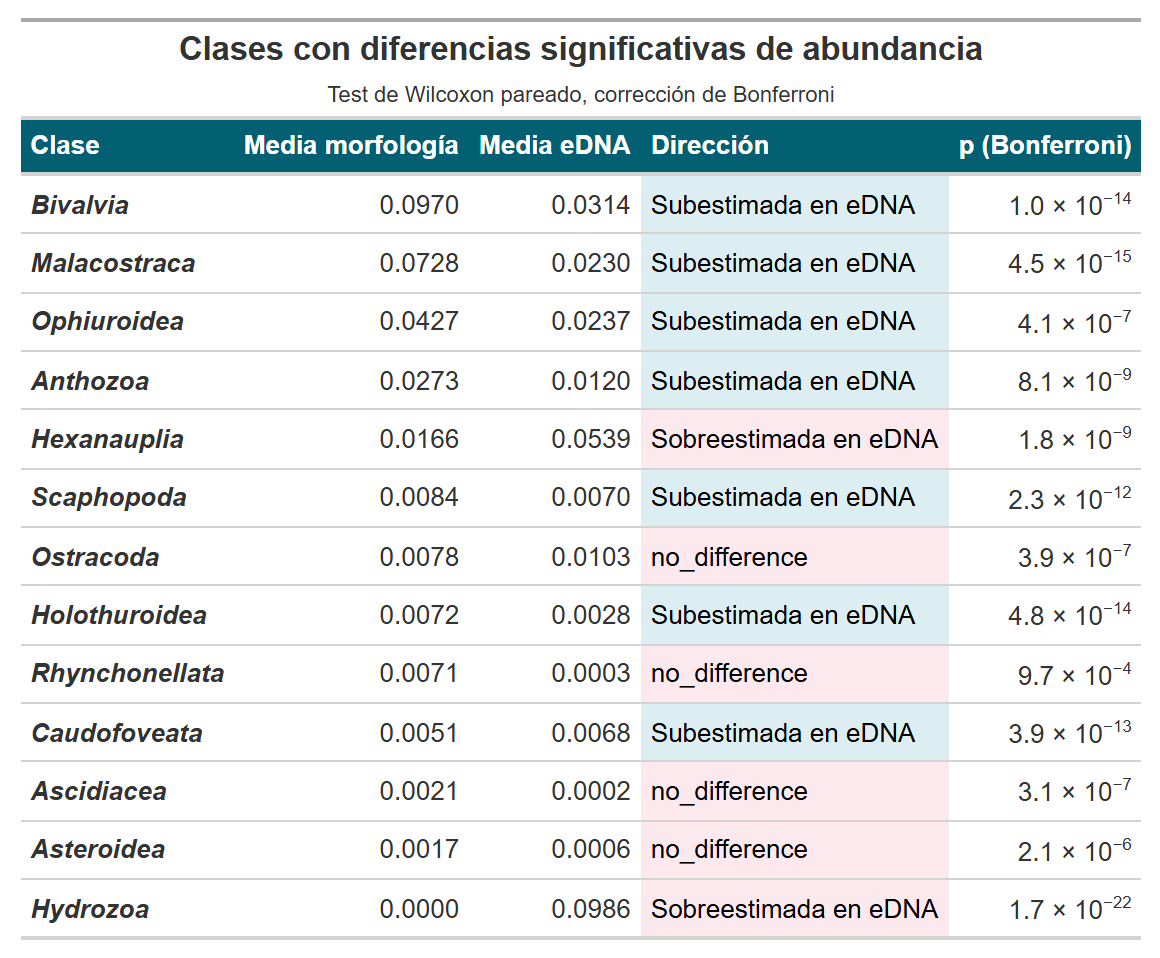 Clases con diferencias significativas de abundancia
Test de Wilcoxon pareado, corrección de Bonferroni
Clase Media morfología Media eDNA Dirección p (Bonferroni)
Bivalvia 0.0970 0.0314 Subestimada en eDNA 1.0 × 10⁻¹⁴
Malacostraca 0.0728 0.0230 Subestimada en eDNA 4.5 × 10⁻¹⁵
Ophiuroidea 0.0427 0.0237 Subestimada en eDNA 4.1 × 10⁻⁷
Anthozoa 0.0273 0.0120 Subestimada en eDNA 8.1 × 10⁻⁹
Hexanauplia 0.0166 0.0539 Sobreestimada en eDNA 1.8 × 10⁻⁹
Scaphopoda 0.0084 0.0070 Subestimada en eDNA 2.3 × 10⁻¹²
Ostracoda 0.0078 0.0103 no_difference 3.9 × 10⁻⁷
Holothuroidea 0.0072 0.0028 Subestimada en eDNA 4.8 × 10⁻¹⁴
Rhynchonellata 0.0071 0.0003 no_difference 9.7 × 10⁻⁴
Caudofoveata 0.0051 0.0068 Subestimada en eDNA 3.9 × 10⁻¹³
Ascidiacea 0.0021 0.0002 no_difference 3.1 × 10⁻⁷
Asteroidea 0.0017 0.0006 no_difference 2.1 × 10⁻⁶
Hydrozoa 0.0000 0.0986 Sobreestimada en eDNA 1.7 × 10⁻²²